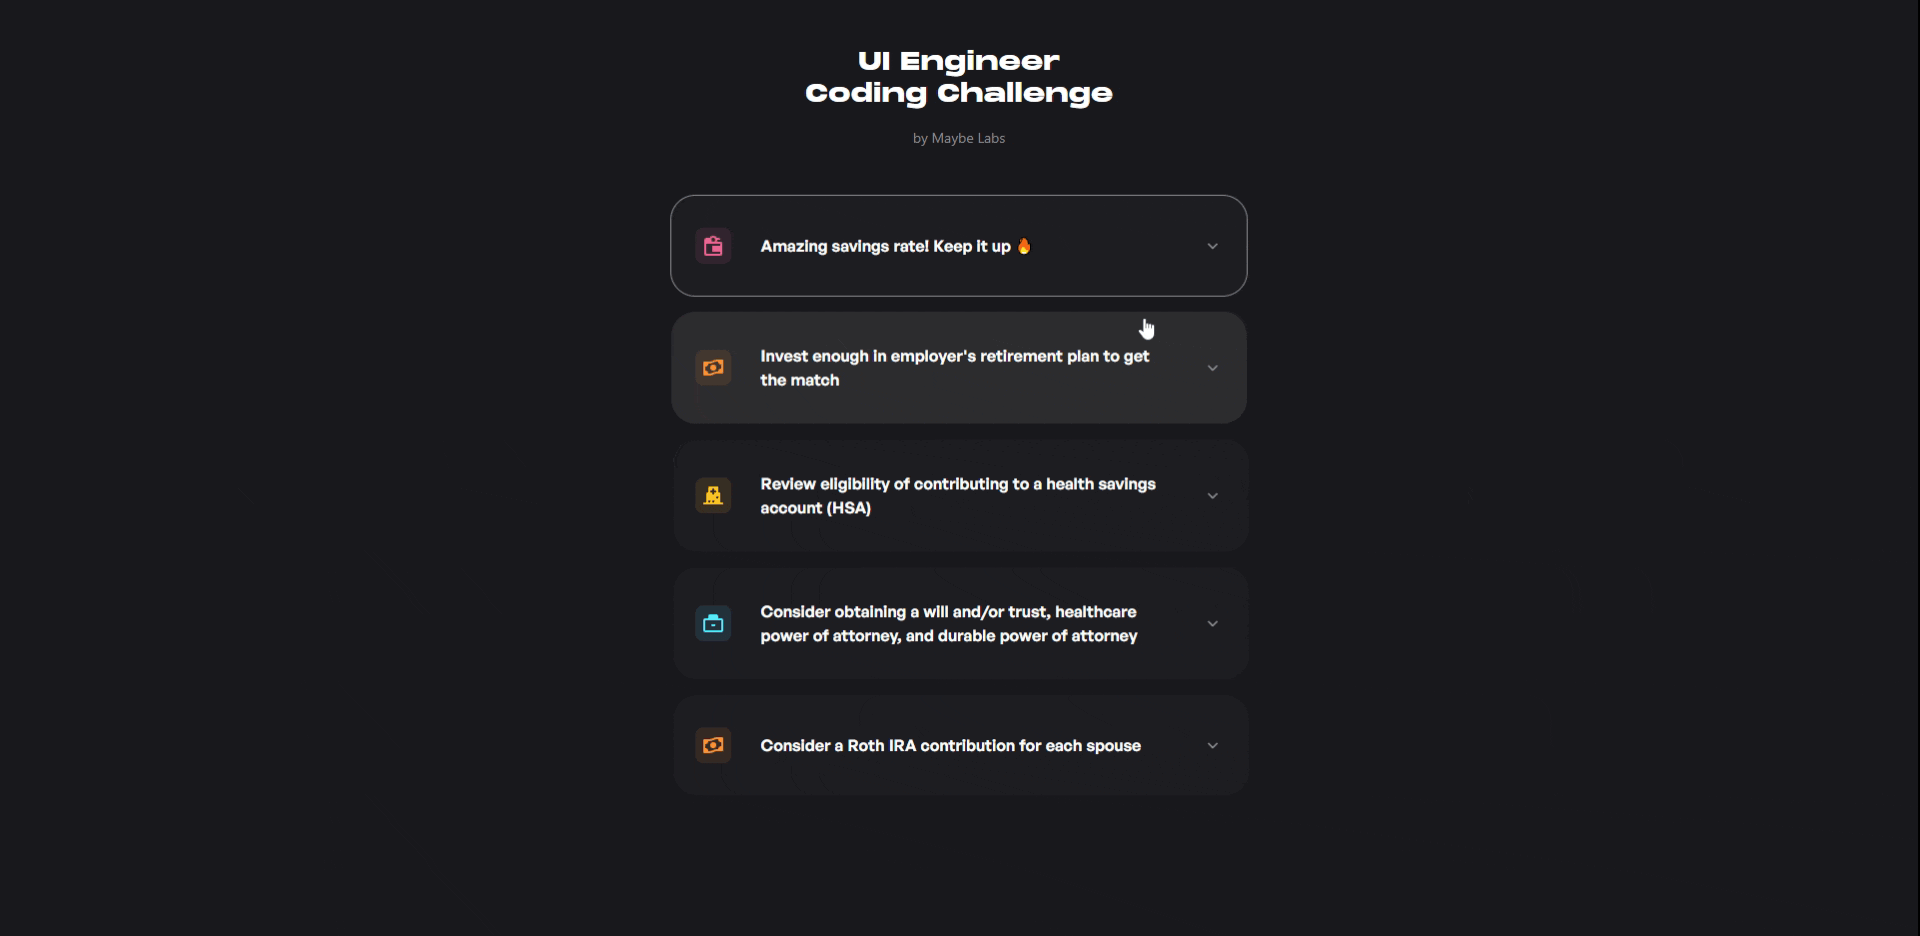 UI Engineer
Coding Challenge
by Maybe Labs
Amazing savings rate! Keep it up 🔥
Invest enough in employer's retirement plan to get
the match
Review eligibility of contributing to a health savings
account (HSA)
Consider obtaining a will and/or trust, healthcare
power of attorney, and durable power of attorney
Consider a Roth IRA contribution for each spouse